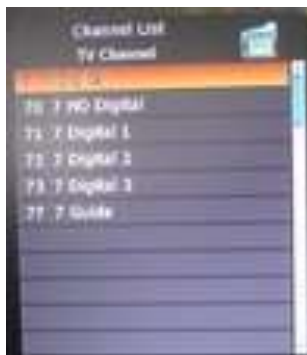 Channel List
TV Channel
70 7 HD Digital
71 7 Digital 1
72 7 Digital 2
73 7 Digital 3
77 7 Guide